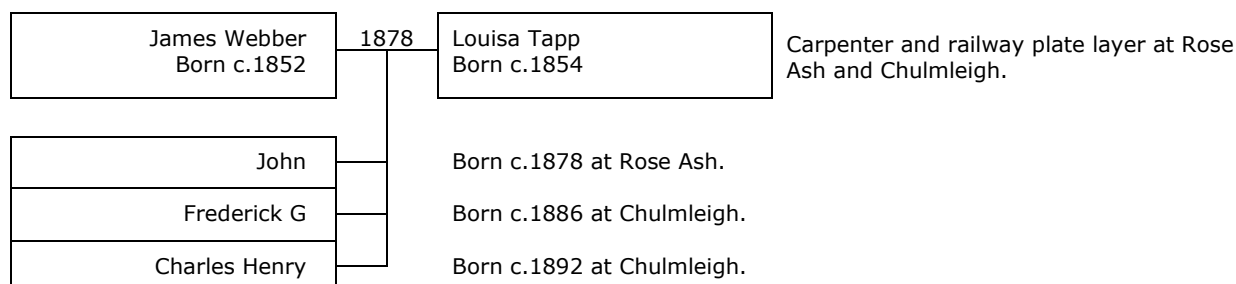 James Webber
Born c.1852
1878
Louisa Tapp
Born c.1854
Carpenter and railway plate layer at Rose
Ash and Chulmleigh.
John
Born c.1878 at Rose Ash.
Frederick G
Born c.1886 at Chulmleigh.
Charles Henry
Born c.1892 at Chulmleigh.